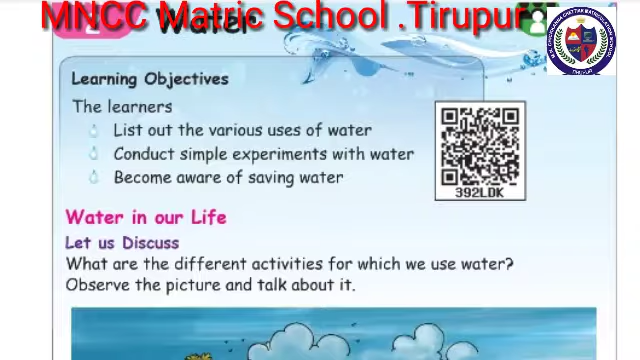 MNCC Matric School .Tirupur
2 Water
Learning Objectives
The learners
List out the various uses of water
Conduct simple experiments with water
Become aware of saving water
392LDK
Water in our Life
Let us Discuss
What are the different activities for which we use water?
Observe the picture and talk about it.